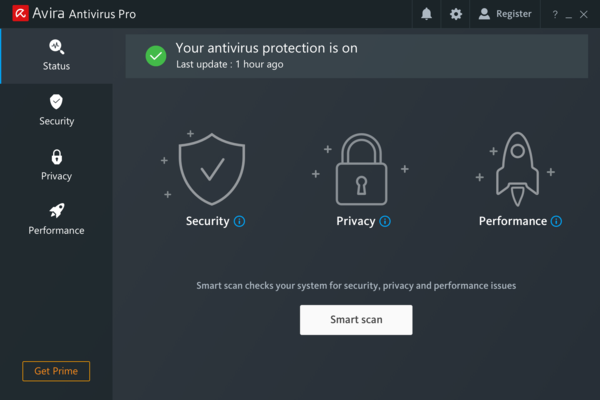 Avira Antivirus Pro
Register
?
Status
Security
Privacy
Performance
Get Prime
Your antivirus protection is on
Last update : 1 hour ago
Security
Privacy
Performance
Smart scan checks your system for security, privacy and performance issues
Smart scan